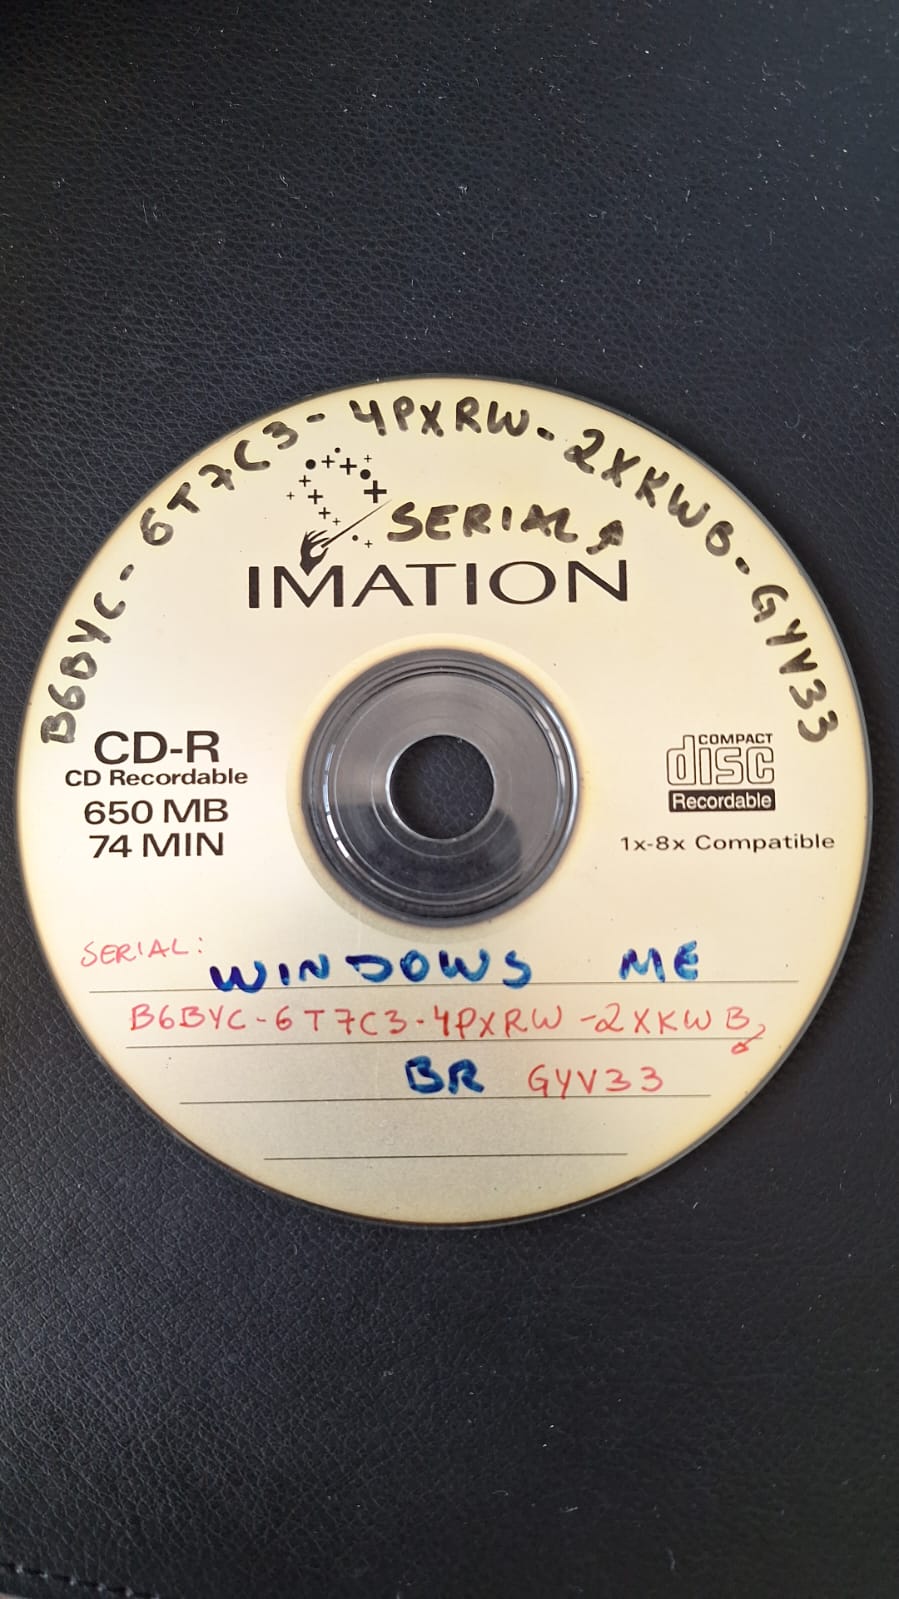 B6BYC-6T7C3-4PXRW-2XKWB-GYV33
SERIAL
IMATION
CD-R
CD Recordable
650 MB
74 MIN
COMPACT
disc
Recordable
1x-8x Compatible
SERIAL:
WINDOWS ME
B6BYC-6T7C3-4PXRW-2XKWB
BR GYV33